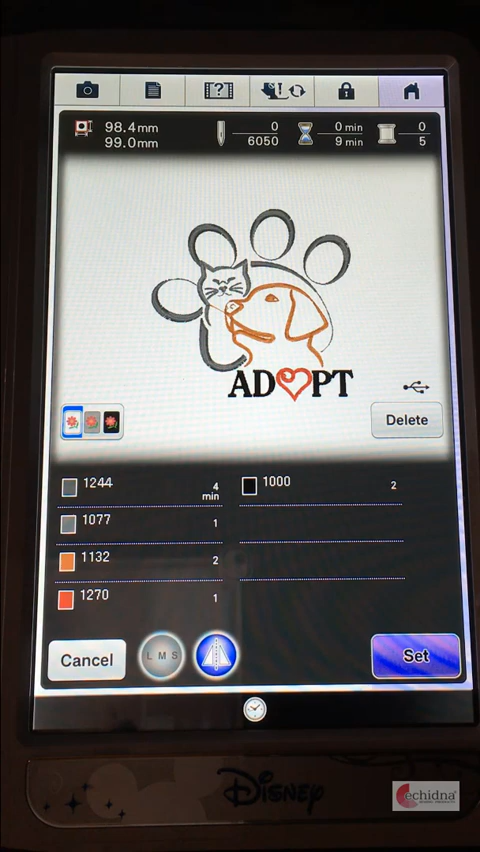 ?
98.4mm
99.0mm
0
6050
0 min
9 min
0
5
ADOPT
Delete
1244
4
min
1077
1
1132
2
1270
1
1000
2
Cancel
L M S
Set
Disney
echidna